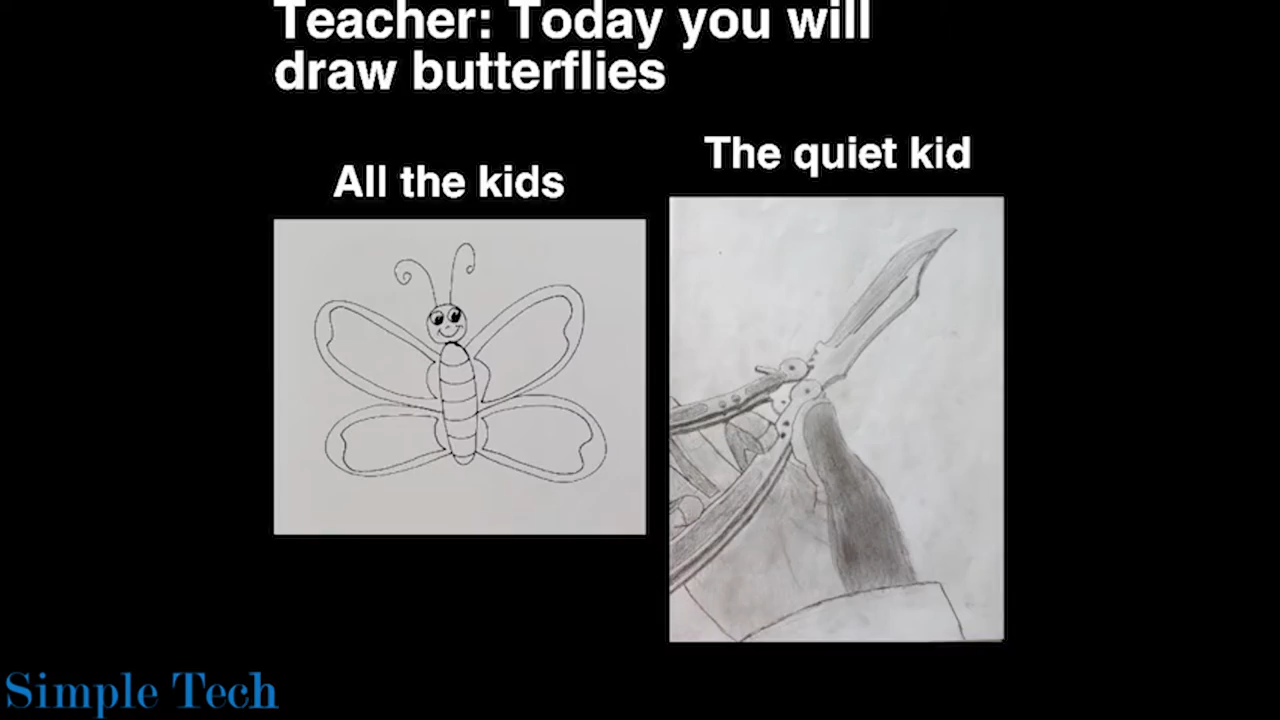 Teacher: Today you will
draw butterflies
The quiet kid
All the kids
Simple Tech